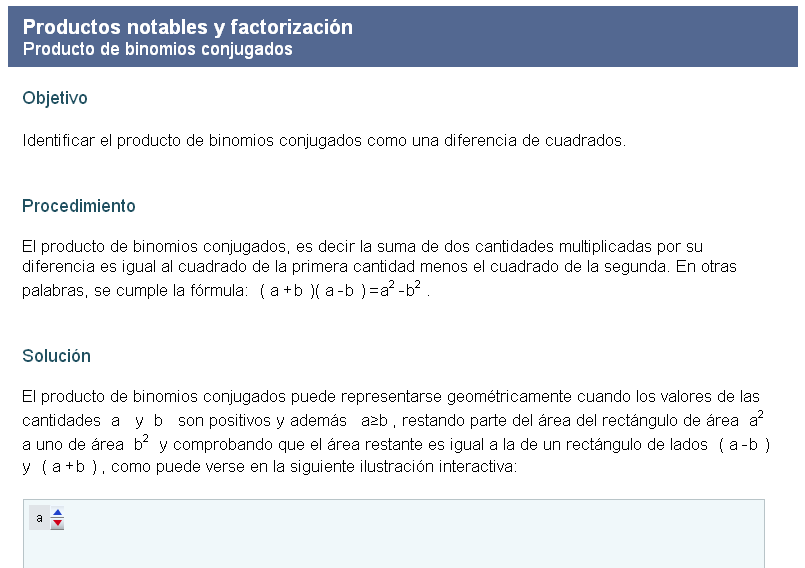 Productos notables y factorización
Producto de binomios conjugados
Objetivo
Identificar el producto de binomios conjugados como una diferencia de cuadrados.
Procedimiento
El producto de binomios conjugados, es decir la suma de dos cantidades multiplicadas por su
diferencia es igual al cuadrado de la primera cantidad menos el cuadrado de la segunda. En otras
palabras, se cumple la fórmula: ( a + b )( a - b ) = a² - b² .
Solución
El producto de binomios conjugados puede representarse geométricamente cuando los valores de las
cantidades a y b son positivos y además a≥b , restando parte del área del rectángulo de área a²
a uno de área b² y comprobando que el área restante es igual a la de un rectángulo de lados ( a - b )
y ( a + b ) , como puede verse en la siguiente ilustración interactiva:
a